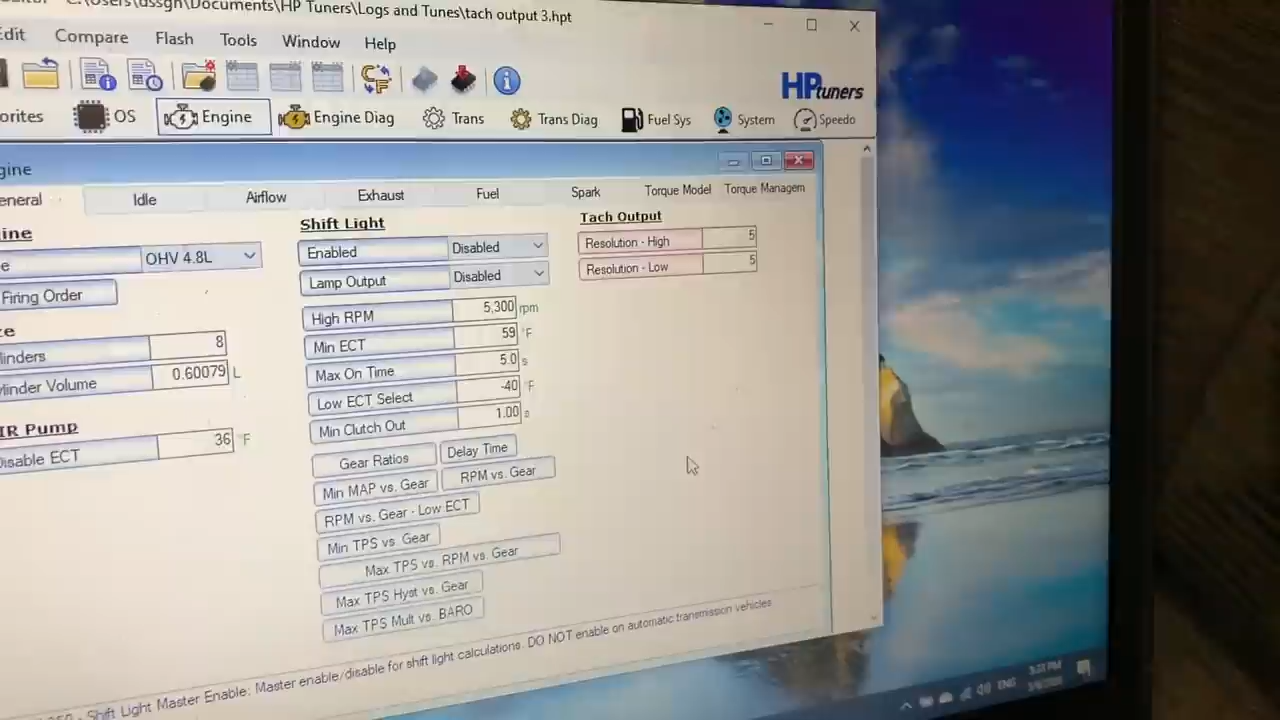 C:\Users\dssgn\Documents\HP Tuners\Logs and Tunes\tach output 3.hpt
Edit Compare Flash Tools Window Help
HPtuners
orites OS Engine Engine Diag Trans Trans Diag Fuel Sys System Speedo
gine
eneral Idle Airflow Exhaust Fuel Spark Torque Model Torque Managem
ine
e OHV 4.8L
Firing Order
ze
linders 8
ylinder Volume 0.60079 L
IR Pump
isable ECT 36 °F
Shift Light
Enabled Disabled
Lamp Output Disabled
High RPM 5,300 rpm
Min ECT 59 °F
Max On Time 5.0 s
Low ECT Select -40 °F
Min Clutch Out 1.00 s
Gear Ratios Delay Time
Min MAP vs. Gear RPM vs. Gear
RPM vs. Gear - Low ECT
Min TPS vs. Gear
Max TPS vs. RPM vs. Gear
Max TPS Hyst vs. Gear
Max TPS Mult vs. BARO
Tach Output
Resolution - High 5
Resolution - Low 5
- Shift Light Master Enable: Master enable/disable for shift light calculations. DO NOT enable on automatic transmission vehicles
ENG